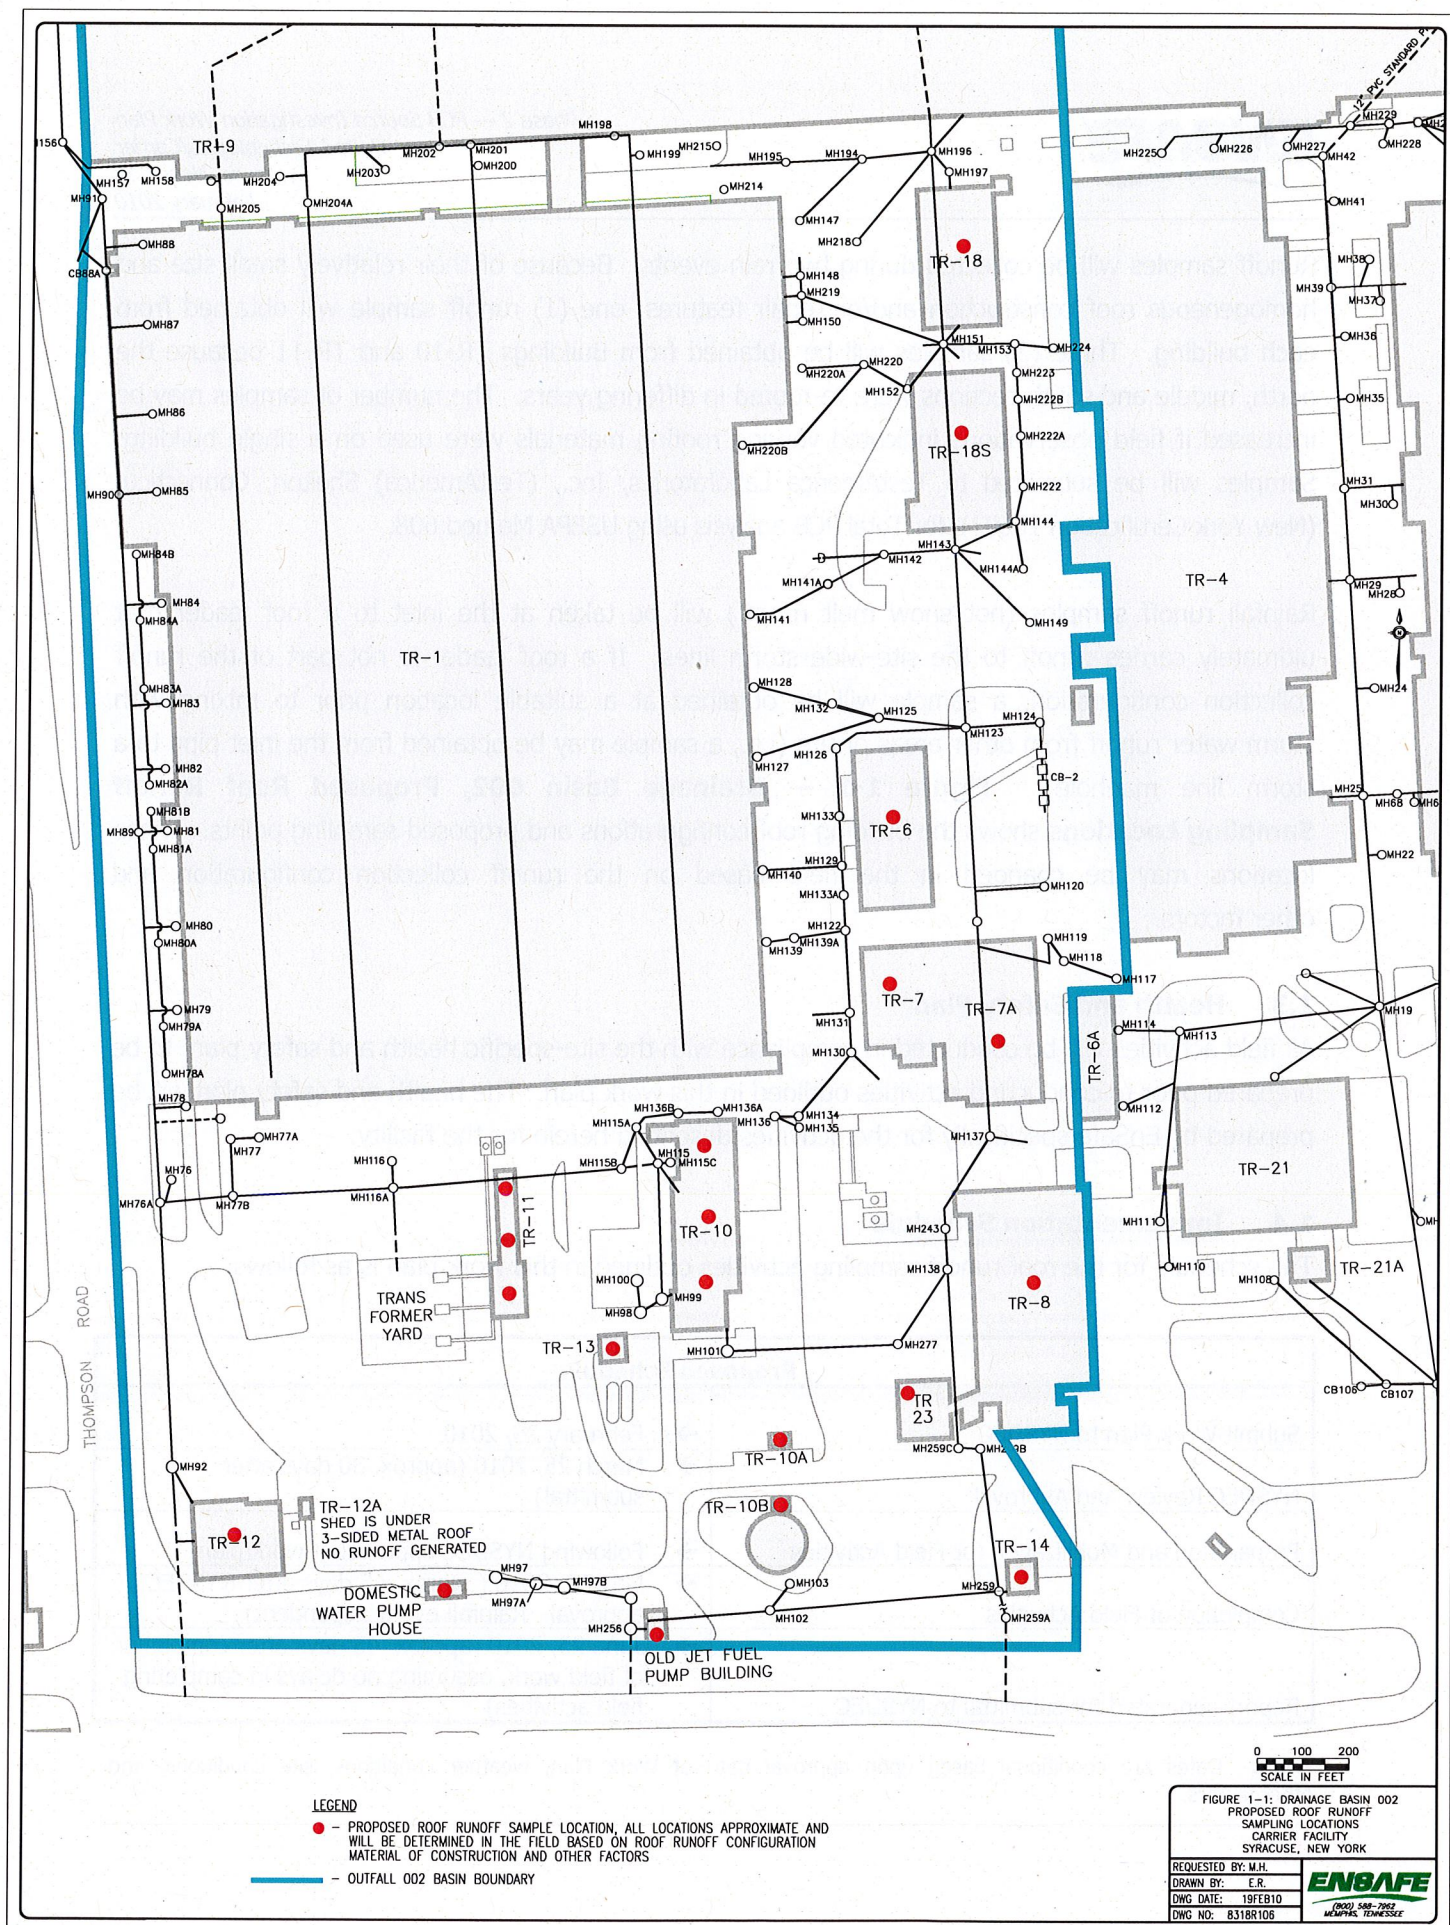 12" PVC STANDARD P
MH229
MH2
MH228
MH42
MH227
MH226
MH225
1156
TR-9
MH198
MH202
MH201
MH200
MH199
MH215
MH195
MH194
MH196
MH197
MH157
MH158
MH204
MH203
MH214
MH91
MH205
MH204A
MH147
MH218
MH41
MH88
CB88A
TR-18
MH148
MH219
MH150
MH38
MH39
MH37
MH87
MH151
MH153
MH224
MH36
MH220
MH220A
MH152
MH223
MH222B
MH35
MH86
MH222A
TR-18S
MH220B
MH90
MH85
MH222
MH31
MH30
MH144
MH84B
MH143
MH142
MH144A
MH141A
TR-4
MH29
MH28
MH84
MH84A
MH141
MH149
TR-1
MH83A
MH83
MH128
MH132
MH125
MH124
MH123
MH24
MH126
MH127
MH82
MH82A
CB-2
MH25
MH68
MH6
MH81B
MH89
MH81
MH81A
MH133
TR-6
MH129
MH140
MH133A
MH120
MH22
MH80
MH80A
MH122
MH139A
MH139
MH119
MH118
MH117
TR-7
TR-7A
MH79
MH79A
MH131
MH130
TR-6A
MH114
MH113
MH19
MH78A
MH78
MH136B
MH136A
MH115A
MH136
MH134
MH135
MH112
MH77A
MH77
MH137
MH116
MH115B
MH115
MH115C
MH76
MH76A
MH77B
MH116A
TR-21
TR-11
TR-10
MH243
MH111
MH
MH138
MH110
MH108
TR-21A
MH100
MH98
MH99
TR-8
TRANS
FORMER
YARD
TR-13
MH101
MH277
THOMPSON ROAD
TR
23
CB106
CB107
MH259C
MH259B
TR-10A
MH92
TR-12A
SHED IS UNDER
3-SIDED METAL ROOF
NO RUNOFF GENERATED
TR-12
TR-10B
TR-14
MH97
MH97A
MH97B
MH103
MH102
MH259
MH259A
DOMESTIC
WATER PUMP
HOUSE
MH256
OLD JET FUEL
PUMP BUILDING
0 100 200
SCALE IN FEET
LEGEND
- PROPOSED ROOF RUNOFF SAMPLE LOCATION, ALL LOCATIONS APPROXIMATE AND
WILL BE DETERMINED IN THE FIELD BASED ON ROOF RUNOFF CONFIGURATION
MATERIAL OF CONSTRUCTION AND OTHER FACTORS
- OUTFALL 002 BASIN BOUNDARY
FIGURE 1-1: DRAINAGE BASIN 002
PROPOSED ROOF RUNOFF
SAMPLING LOCATIONS
CARRIER FACILITY
SYRACUSE, NEW YORK
REQUESTED BY: M.H.
DRAWN BY: E.R.
DWG DATE: 19FEB10
DWG NO: 8318R106
ENSAFE
(800) 588-7962
MEMPHIS, TENNESSEE